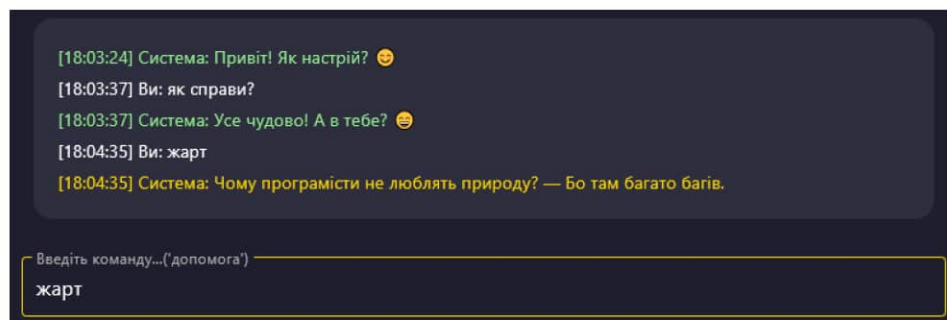 [18:03:24] Система: Привіт! Як настрій? 😊
[18:03:37] Ви: як справи?
[18:03:37] Система: Усе чудово! А в тебе? 😄
[18:04:35] Ви: жарт
[18:04:35] Система: Чому програмісти не люблять природу? — Бо там багато багів.
Введіть команду...('допомога')
жарт